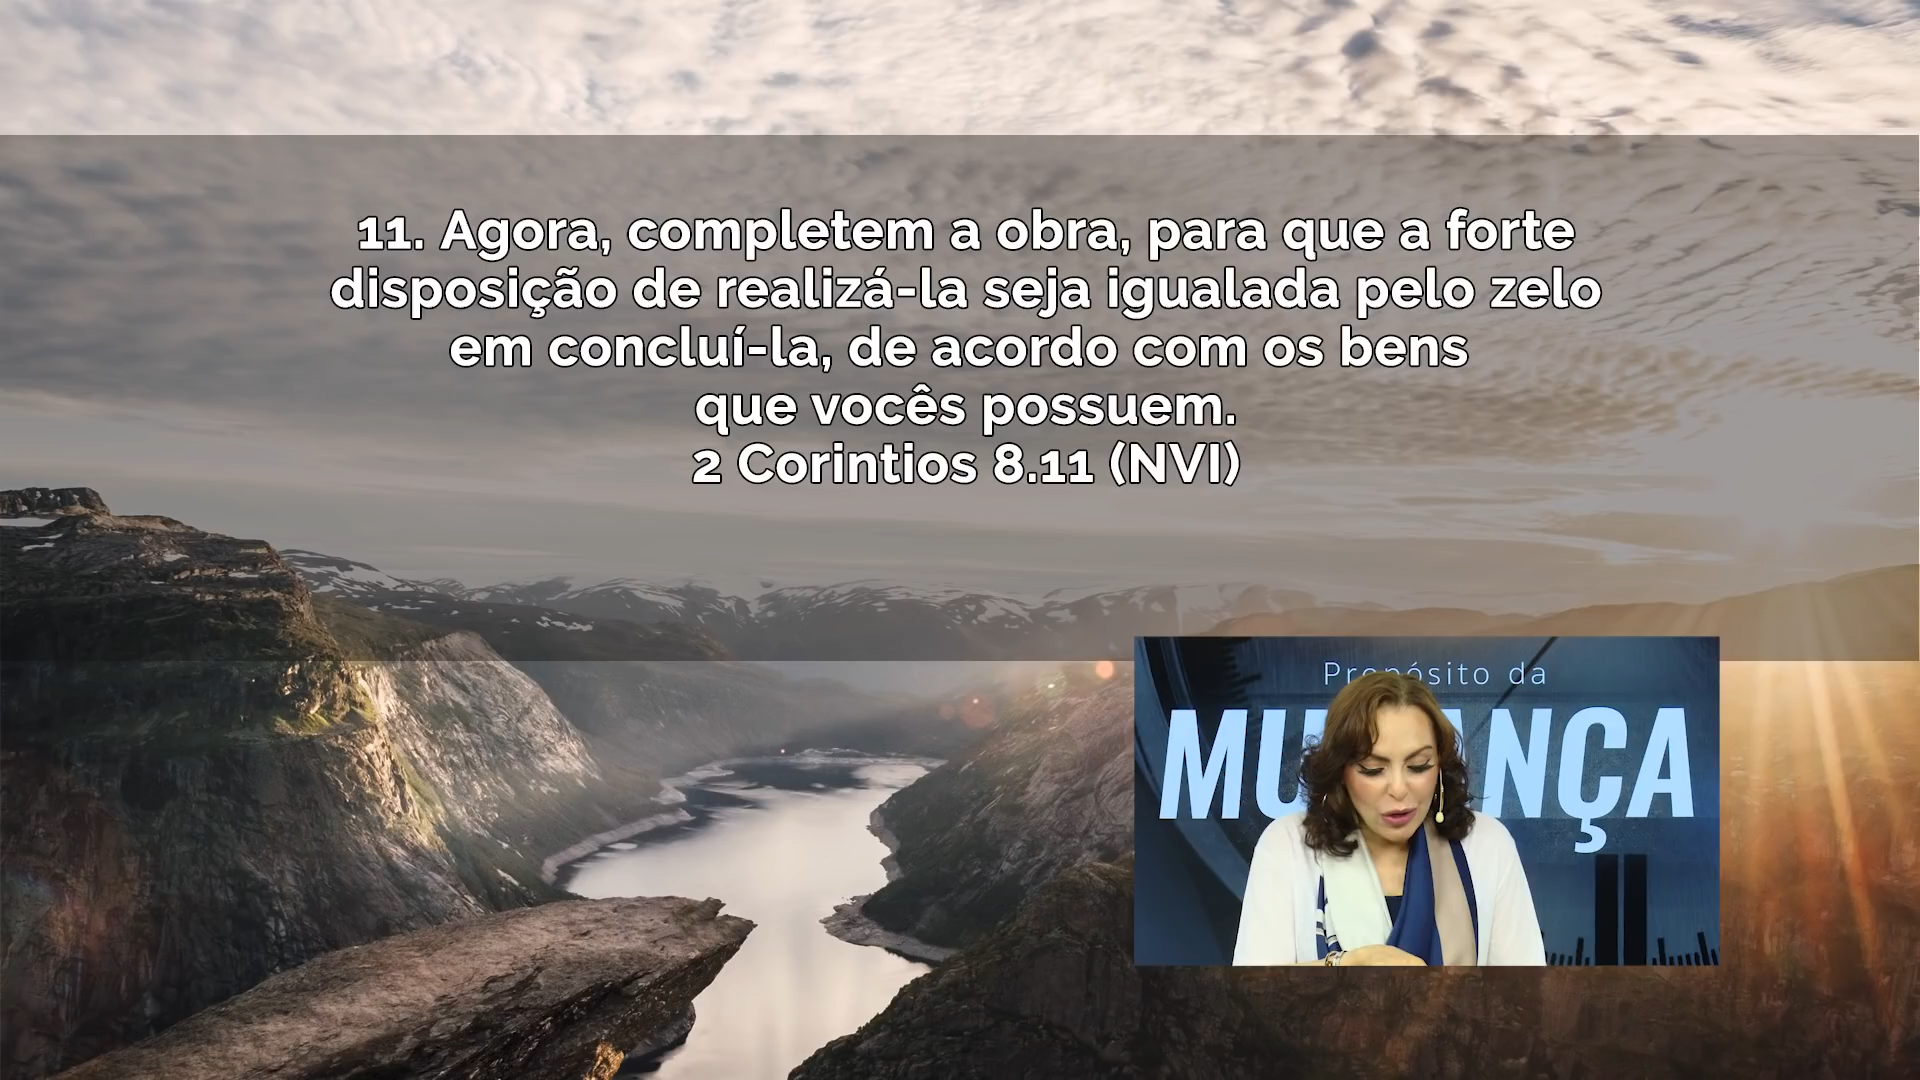 11. Agora, completem a obra, para que a forte
disposição de realizá-la seja igualada pelo zelo
em concluí-la, de acordo com os bens
que vocês possuem.
2 Corintios 8.11 (NVI)
da